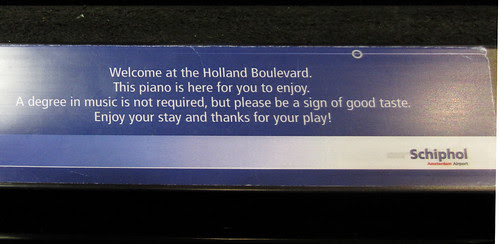 Welcome at the Holland Boulevard.
This piano is here for you to enjoy.
A degree in music is not required, but please be a sign of good taste.
Enjoy your stay and thanks for your play!
Schiphol
Amsterdam Airport